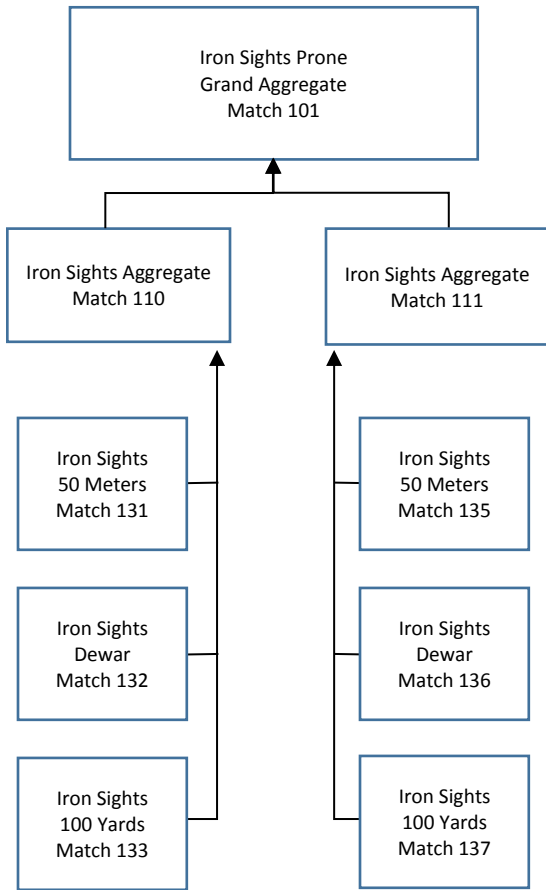 Iron Sights Prone
Grand Aggregate
Match 101
Iron Sights Aggregate
Match 110
Iron Sights Aggregate
Match 111
Iron Sights
50 Meters
Match 131
Iron Sights
50 Meters
Match 135
Iron Sights
Dewar
Match 132
Iron Sights
Dewar
Match 136
Iron Sights
100 Yards
Match 133
Iron Sights
100 Yards
Match 137